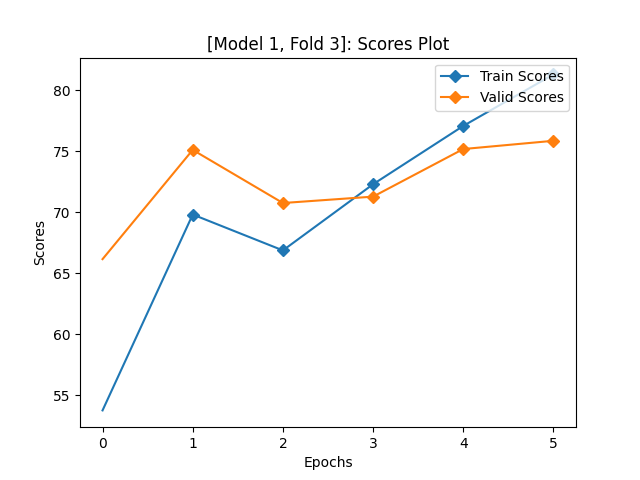 [Model 1, Fold 3]: Scores Plot
Train Scores
Valid Scores
80
75
70
65
60
55
Scores
0 1 2 3 4 5
Epochs